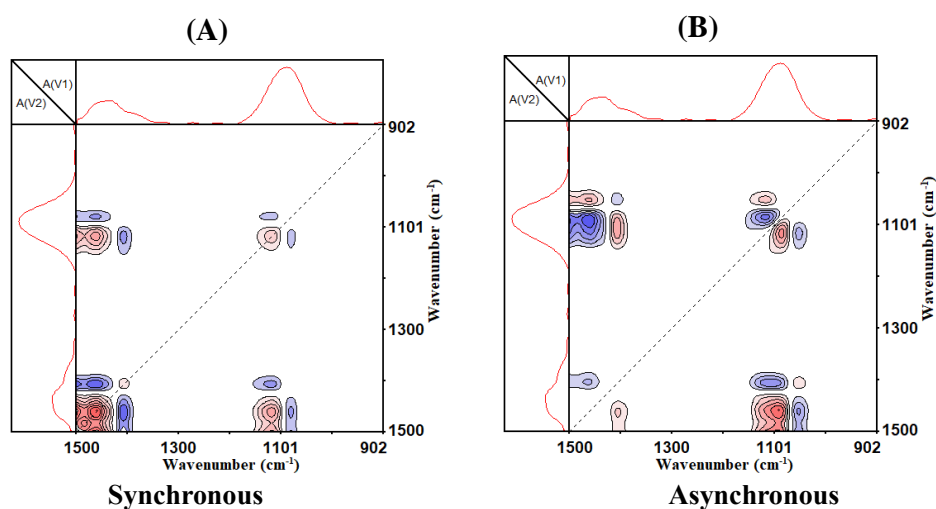 (A)
(B)
A(V1)
A(V2)
902
1101
1300
1500
Wavenumber (cm-1)
1500
1300
1101
902
Wavenumber (cm-1)
Synchronous
A(V1)
A(V2)
902
1101
1300
1500
Wavenumber (cm-1)
1500
1300
1101
902
Wavenumber (cm-1)
Asynchronous